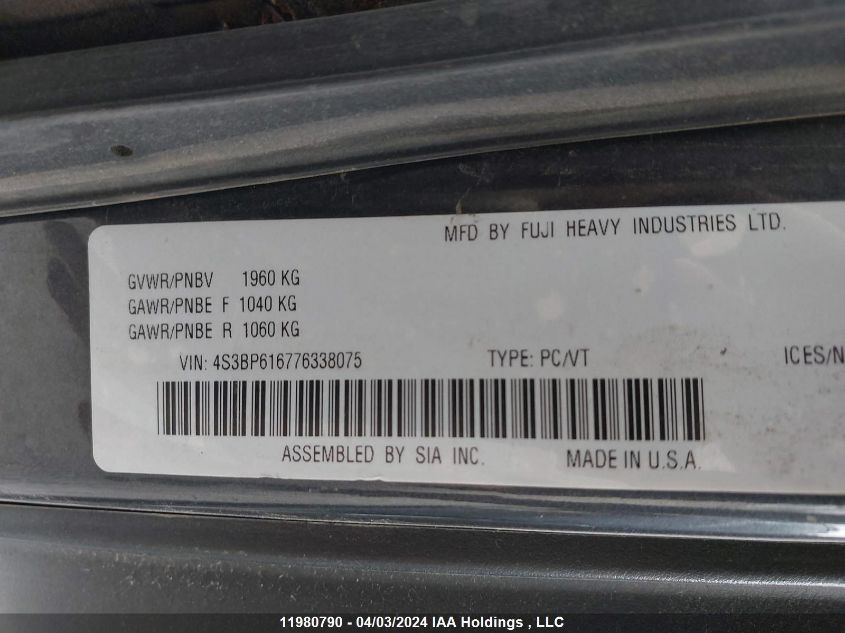 MFD BY FUJI HEAVY INDUSTRIES LTD.
GVWR/PNBV 1960 KG
GAWR/PNBE F 1040 KG
GAWR/PNBE R 1060 KG
VIN: 4S3BP616776338075 TYPE: PC/VT ICES/N
ASSEMBLED BY SIA INC. MADE IN U.S.A.
11980790 - 04/03/2024 IAA Holdings , LLC